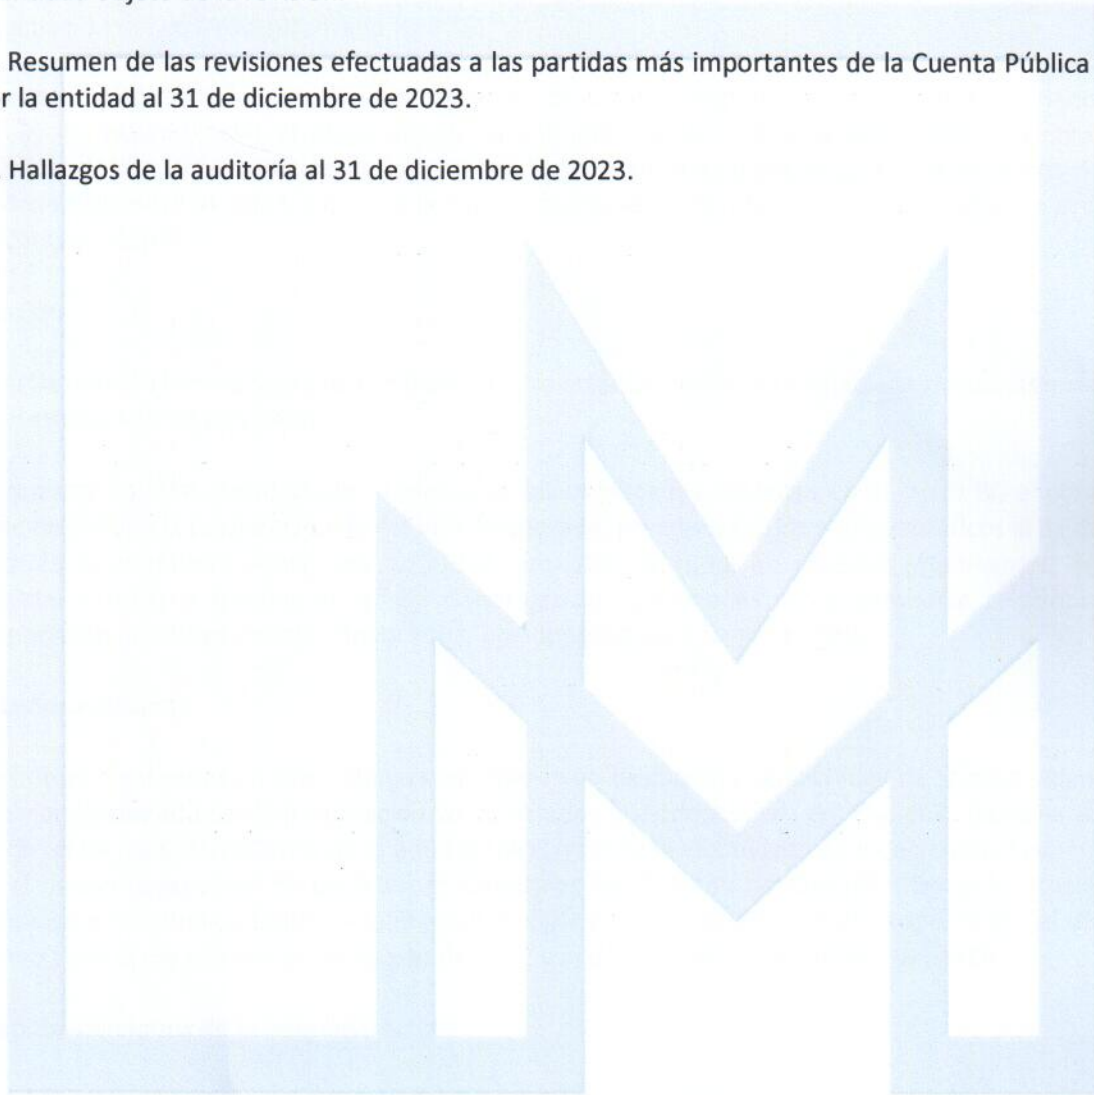 Resumen de las revisiones efectuadas a las partidas más importantes de la Cuenta Pública
r la entidad al 31 de diciembre de 2023.
Hallazgos de la auditoría al 31 de diciembre de 2023.